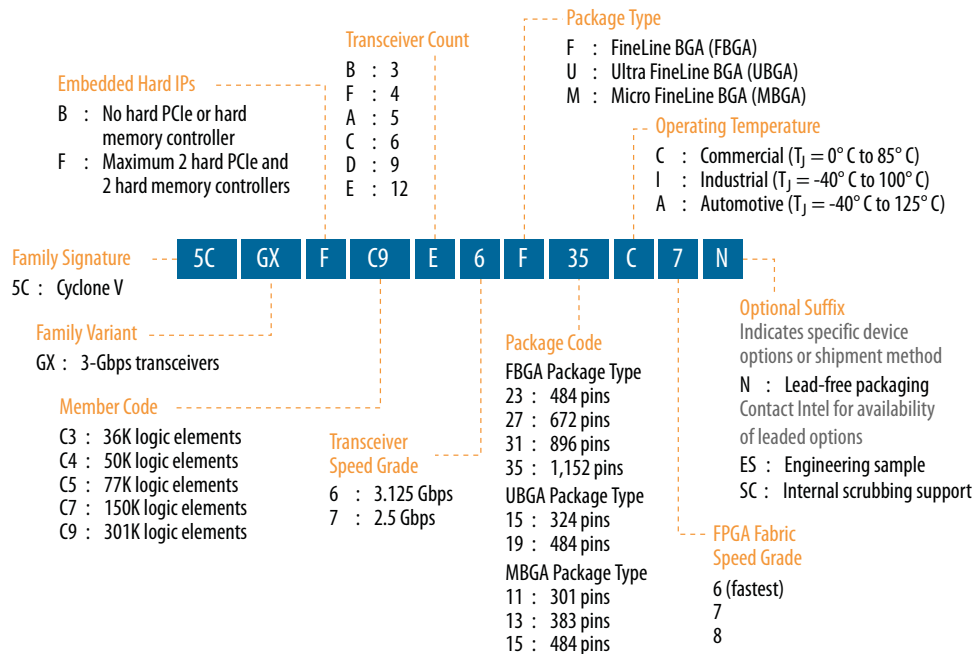 Package Type
F : FineLine BGA (FBGA)
U : Ultra FineLine BGA (UBGA)
M : Micro FineLine BGA (MBGA)
Transceiver Count
B : 3
F : 4
A : 5
C : 6
D : 9
E : 12
Embedded Hard IPs
B : No hard PCIe or hard
memory controller
F : Maximum 2 hard PCIe and
2 hard memory controllers
Operating Temperature
C : Commercial (TJ = 0° C to 85° C)
I : Industrial (TJ = -40° C to 100° C)
A : Automotive (TJ = -40° C to 125° C)
Family Signature
5C : Cyclone V
5C GX F C9 E 6 F 35 C 7 N
Family Variant
GX : 3-Gbps transceivers
Member Code
C3 : 36K logic elements
C4 : 50K logic elements
C5 : 77K logic elements
C7 : 150K logic elements
C9 : 301K logic elements
Transceiver
Speed Grade
6 : 3.125 Gbps
7 : 2.5 Gbps
Package Code
FBGA Package Type
23 : 484 pins
27 : 672 pins
31 : 896 pins
35 : 1,152 pins
UBGA Package Type
15 : 324 pins
19 : 484 pins
MBGA Package Type
11 : 301 pins
13 : 383 pins
15 : 484 pins
Optional Suffix
Indicates specific device
options or shipment method
N : Lead-free packaging
Contact Intel for availability
of leaded options
ES : Engineering sample
SC : Internal scrubbing support
FPGA Fabric
Speed Grade
6 (fastest)
7
8